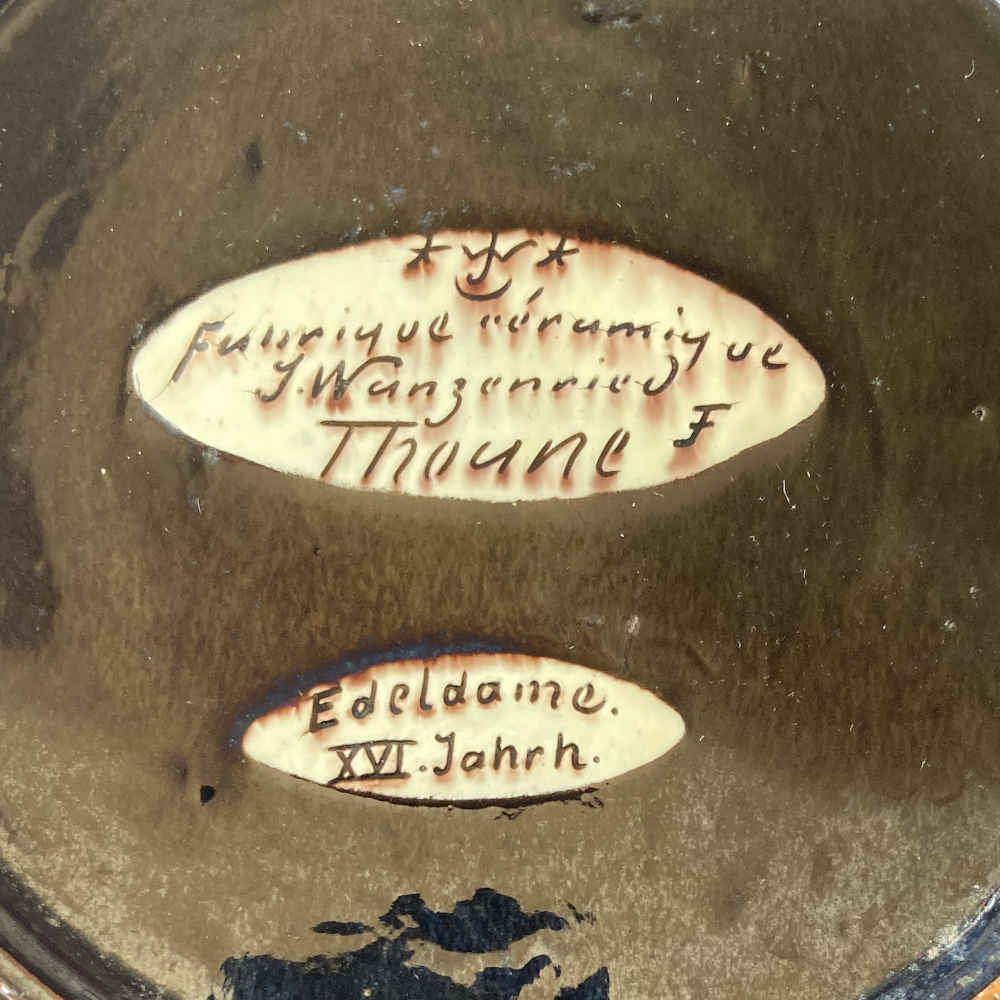 Fabrique céramique
J. Wanzenried
Thoune F
Edeldame.
XVI. Jahrh.